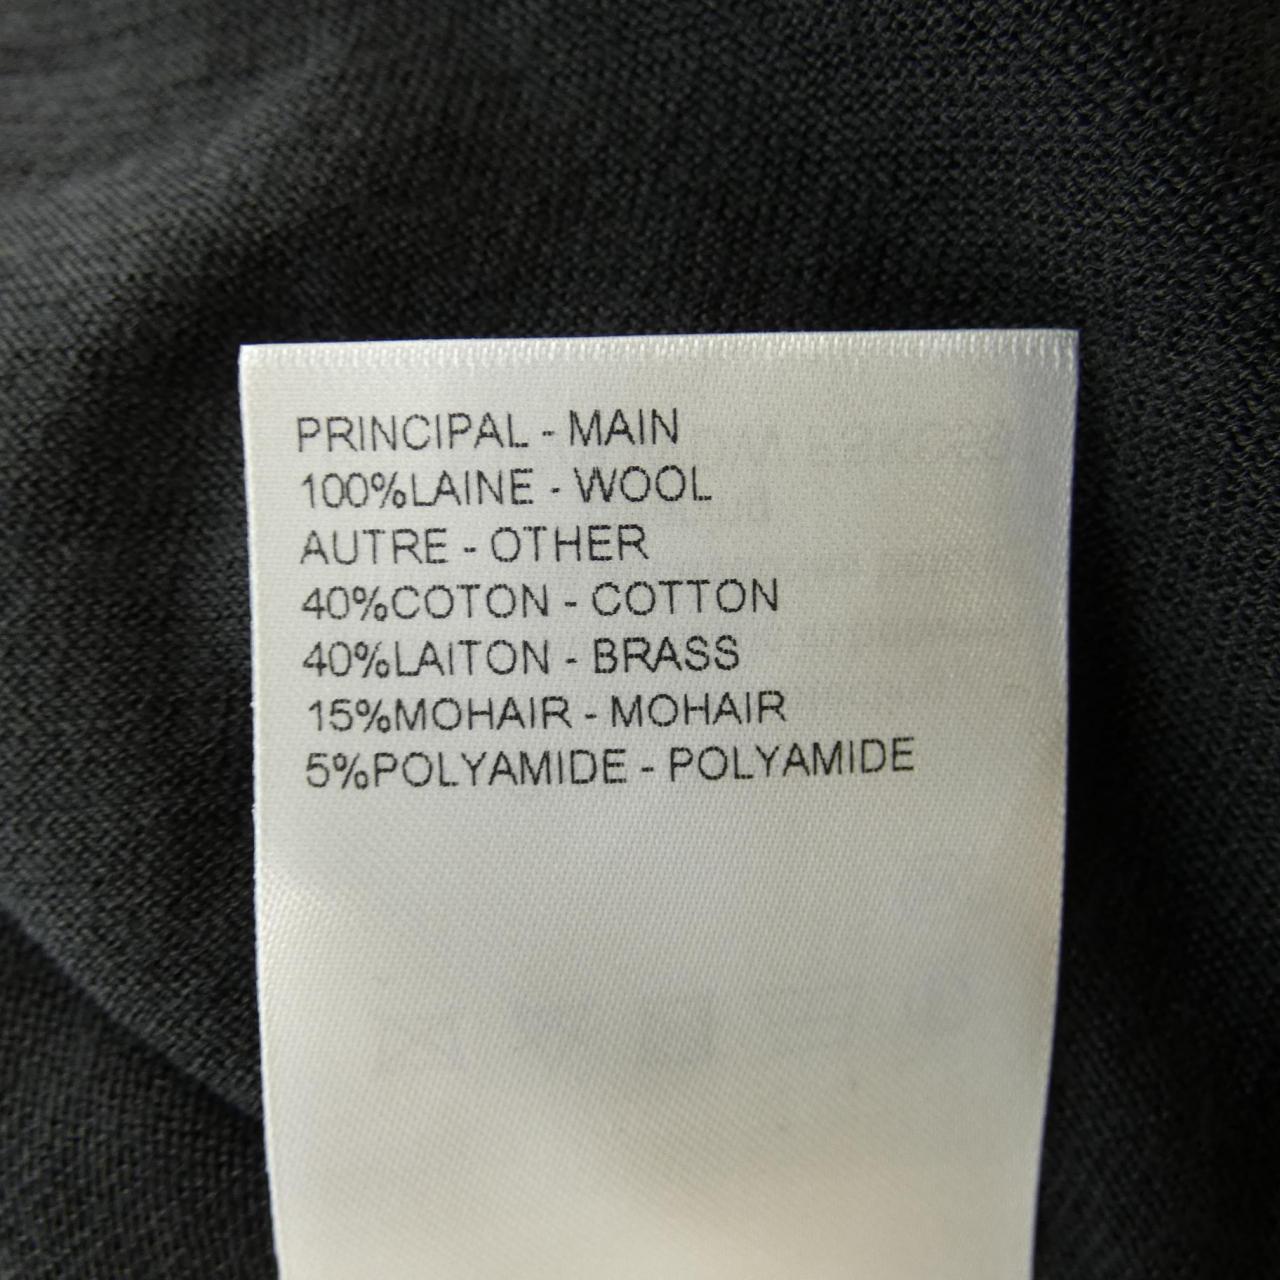 PRINCIPAL - MAIN
100%LAINE - WOOL
AUTRE - OTHER
40%COTON - COTTON
40%LAITON - BRASS
15%MOHAIR - MOHAIR
5%POLYAMIDE - POLYAMIDE